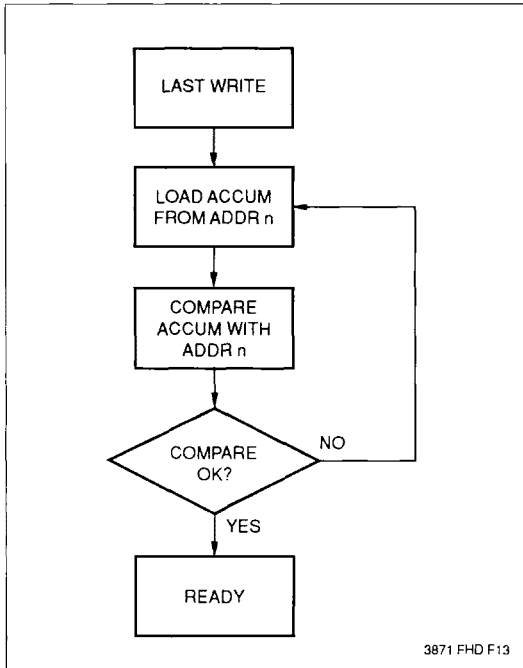 LAST WRITE
LOAD ACCUM
FROM ADDR n
COMPARE
ACCUM WITH
ADDR n
COMPARE
OK?
NO
YES
READY
3871 FHD F13